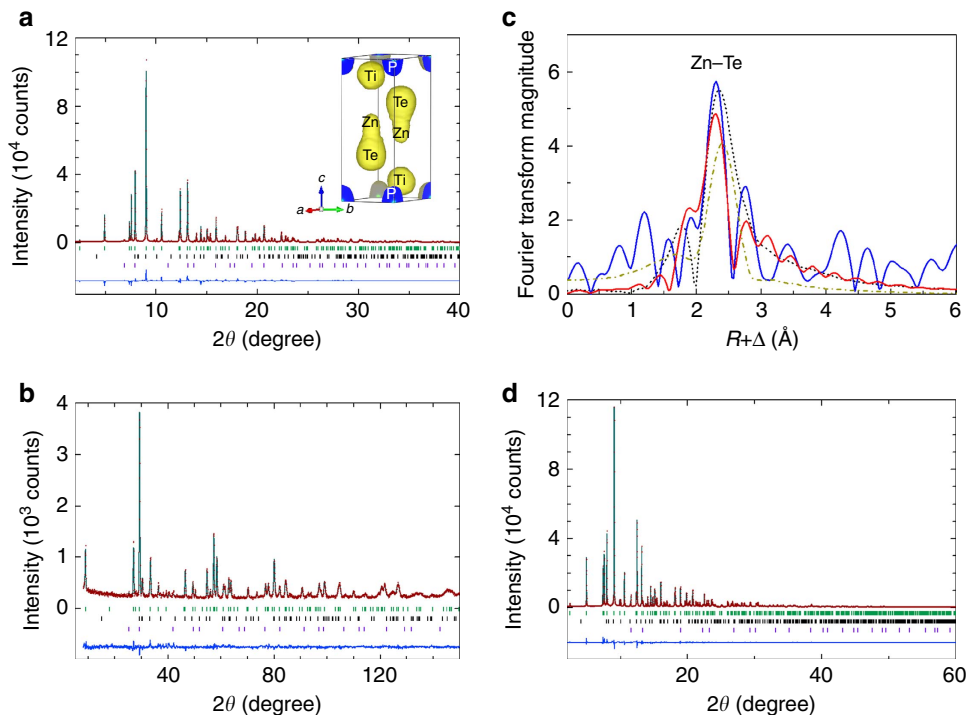 a
Intensity (10⁴ counts)
12
8
4
0
10
20
30
40
2θ (degree)
P
Ti
Te
Zn
Zn
Te
Ti
P
c
a
b
c
Fourier transform magnitude
6
4
2
0
Zn–Te
0
1
2
3
4
5
6
R+Δ (Å)
b
Intensity (10³ counts)
4
3
2
1
0
40
80
120
2θ (degree)
d
Intensity (10⁴ counts)
12
8
4
0
0
20
40
60
2θ (degree)